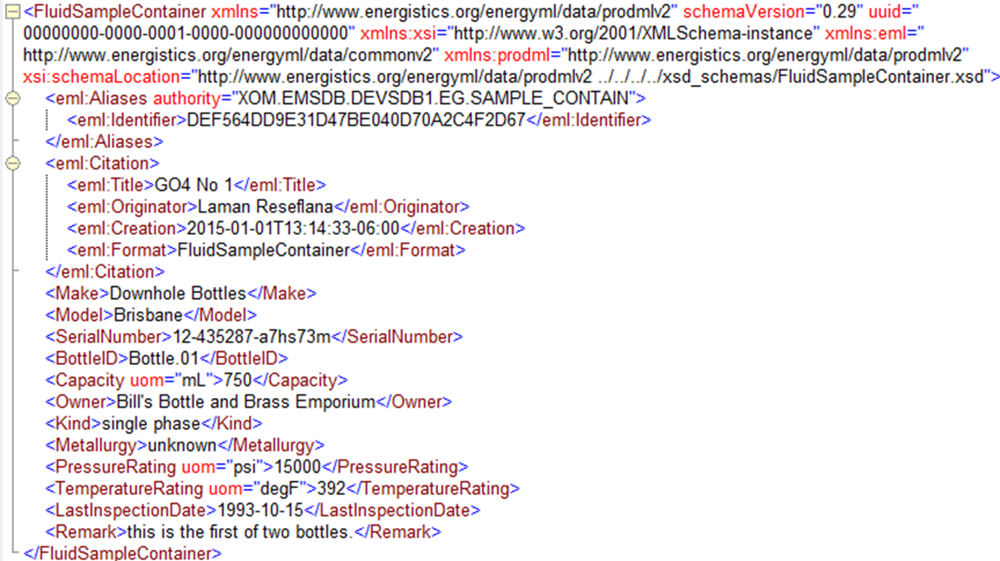 <FluidSampleContainer xmlns="http://www.energistics.org/energyml/data/prodmlv2" schemaVersion="0.29" uuid="
00000000-0000-0001-0000-000000000000" xmlns:xsi="http://www.w3.org/2001/XMLSchema-instance" xmlns:eml="
http://www.energistics.org/energyml/data/commonv2" xmlns:prodml="http://www.energistics.org/energyml/data/prodmlv2"
xsi:schemaLocation="http://www.energistics.org/energyml/data/prodmlv2 ../../../../xsd_schemas/FluidSampleContainer.xsd">
<eml:Aliases authority="XOM.EMSDB.DEVSDB1.EG.SAMPLE_CONTAIN">
<eml:Identifier>DEF564DD9E31D47BE040D70A2C4F2D67</eml:Identifier>
</eml:Aliases>
<eml:Citation>
<eml:Title>GO4 No 1</eml:Title>
<eml:Originator>Laman Reseflana</eml:Originator>
<eml:Creation>2015-01-01T13:14:33-06:00</eml:Creation>
<eml:Format>FluidSampleContainer</eml:Format>
</eml:Citation>
<Make>Downhole Bottles</Make>
<Model>Brisbane</Model>
<SerialNumber>12-435287-a7hs73m</SerialNumber>
<BottleID>Bottle.01</BottleID>
<Capacity uom="mL">750</Capacity>
<Owner>Bill's Bottle and Brass Emporium</Owner>
<Kind>single phase</Kind>
<Metallurgy>unknown</Metallurgy>
<PressureRating uom="psi">15000</PressureRating>
<TemperatureRating uom="degF">392</TemperatureRating>
<LastInspectionDate>1993-10-15</LastInspectionDate>
<Remark>this is the first of two bottles.</Remark>
</FluidSampleContainer>